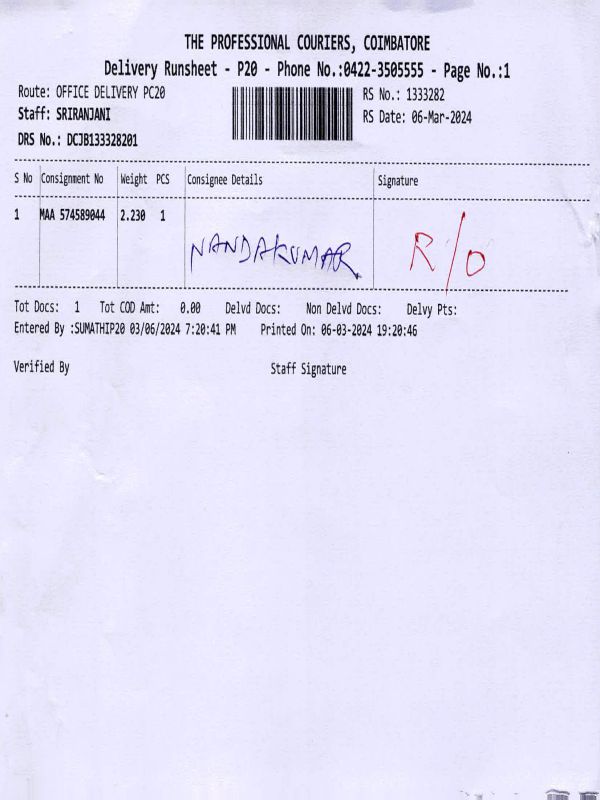 THE PROFESSIONAL COURIERS, COIMBATORE
Delivery Runsheet - P20 - Phone No.:0422-3505555 - Page No.:1
Route: OFFICE DELIVERY PC20 RS No.: 1333282
Staff: SRIRANJANI RS Date: 06-Mar-2024
DRS No.: DCJB133328201
S No Consignment No Weight PCS Consignee Details Signature
1 MAA 574589044 2.230 1
NANDAKUMAR R/O
Tot Docs: 1 Tot COD Amt: 0.00 Delvd Docs: Non Delvd Docs: Delvy Pts:
Entered By :SUMATHIP20 03/06/2024 7:20:41 PM Printed On: 06-03-2024 19:20:46
Verified By Staff Signature